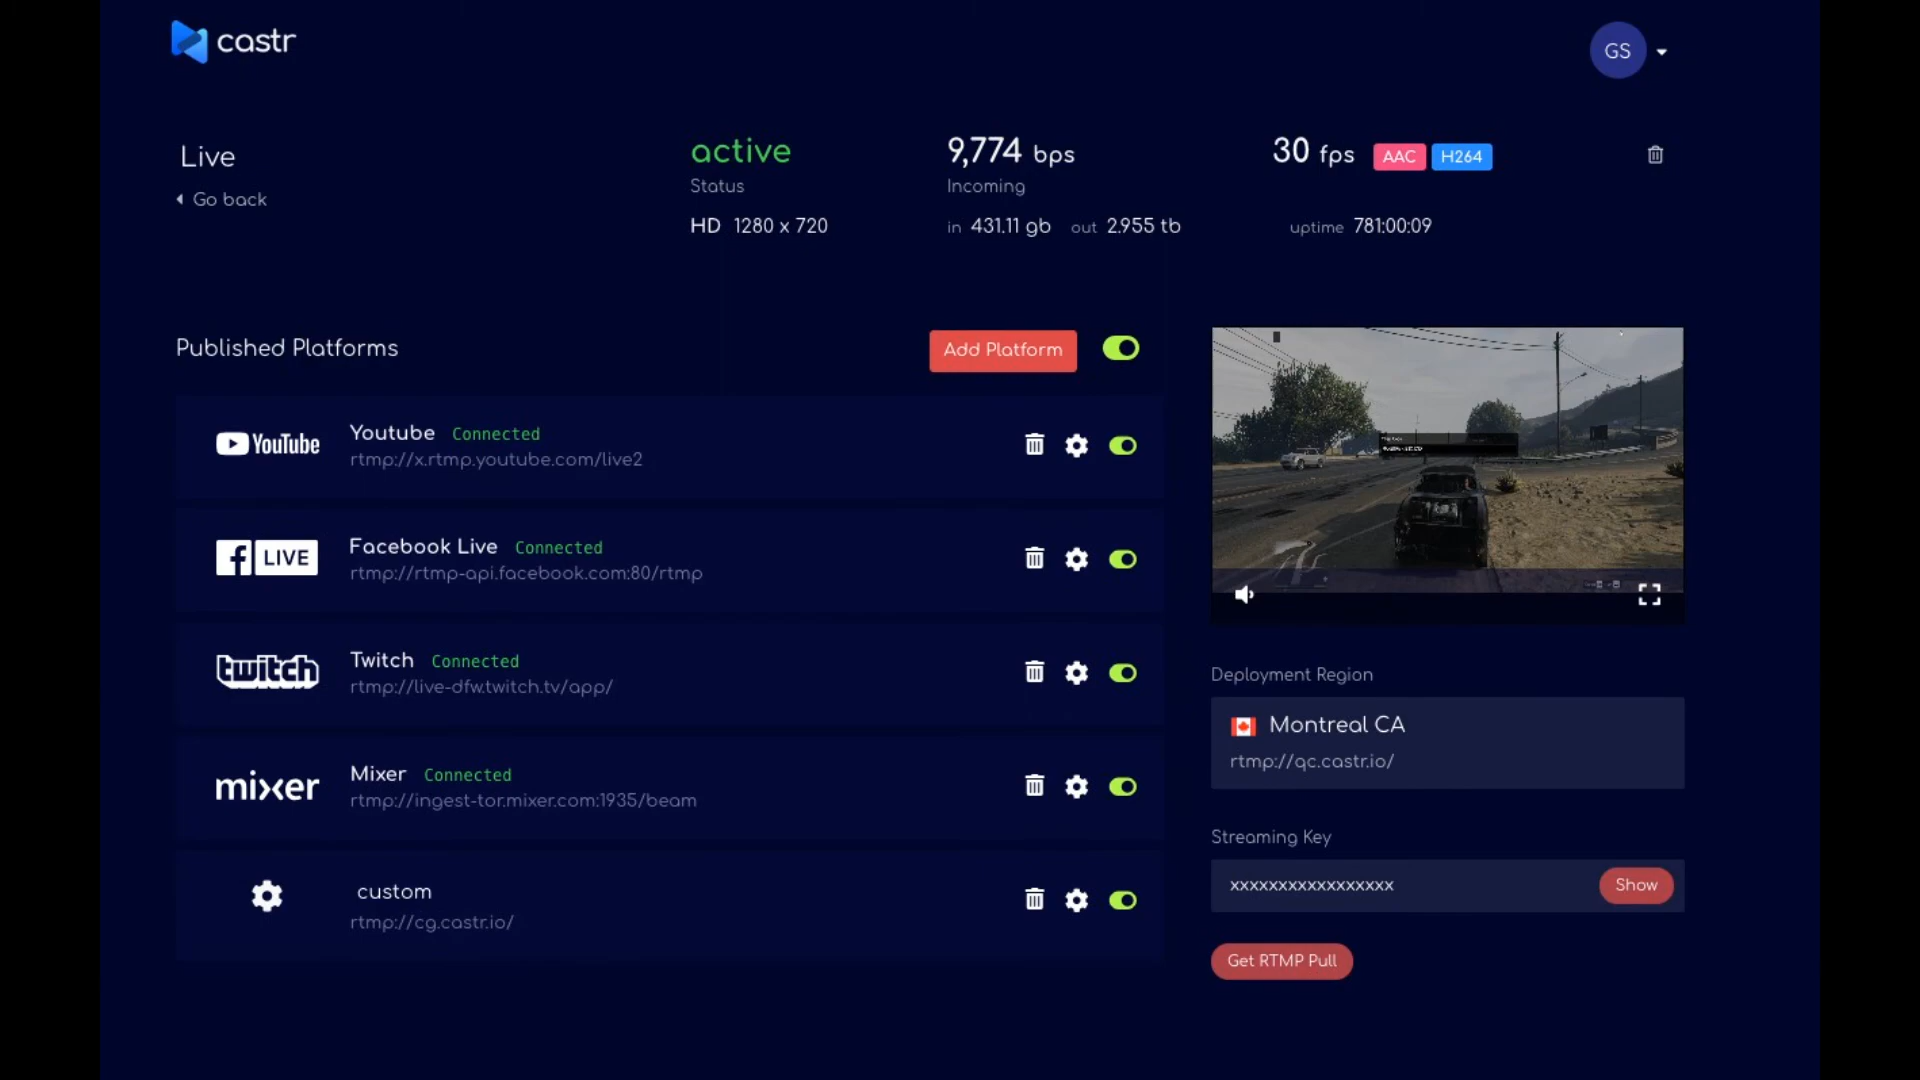 castr
GS
Live
Go back
active
Status
HD 1280 x 720
9,774 bps
Incoming
in 431.11 gb out 2.955 tb
30 fps AAC H264
uptime 781:00:09
Published Platforms
Add Platform
YouTube
Youtube Connected
rtmp://x.rtmp.youtube.com/live2
f LIVE
Facebook Live Connected
rtmp://rtmp-api.facebook.com:80/rtmp
twitch
Twitch Connected
rtmp://live-dfw.twitch.tv/app/
mixer
Mixer Connected
rtmp://ingest-tor.mixer.com:1935/beam
custom
rtmp://cg.castr.io/
Deployment Region
Montreal CA
rtmp://qc.castr.io/
Streaming Key
xxxxxxxxxxxxxxxxx
Show
Get RTMP Pull